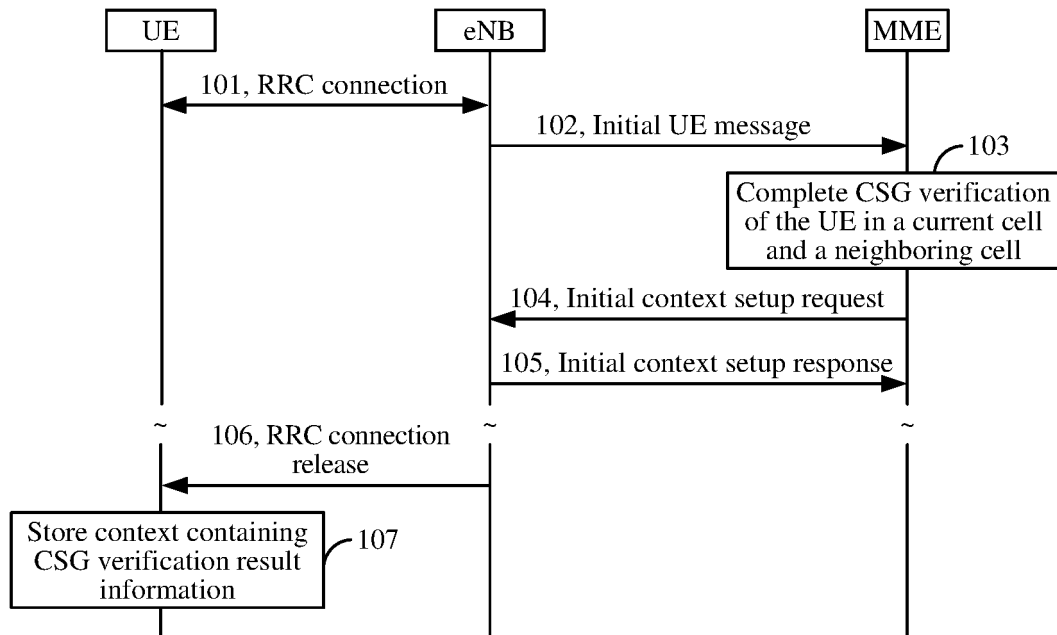 UE
eNB
MME
101, RRC connection
102, Initial UE message
103
Complete CSG verification
of the UE in a current cell
and a neighboring cell
104, Initial context setup request
105, Initial context setup response
~
~
~
106, RRC connection
release
Store context containing
CSG verification result
information
107